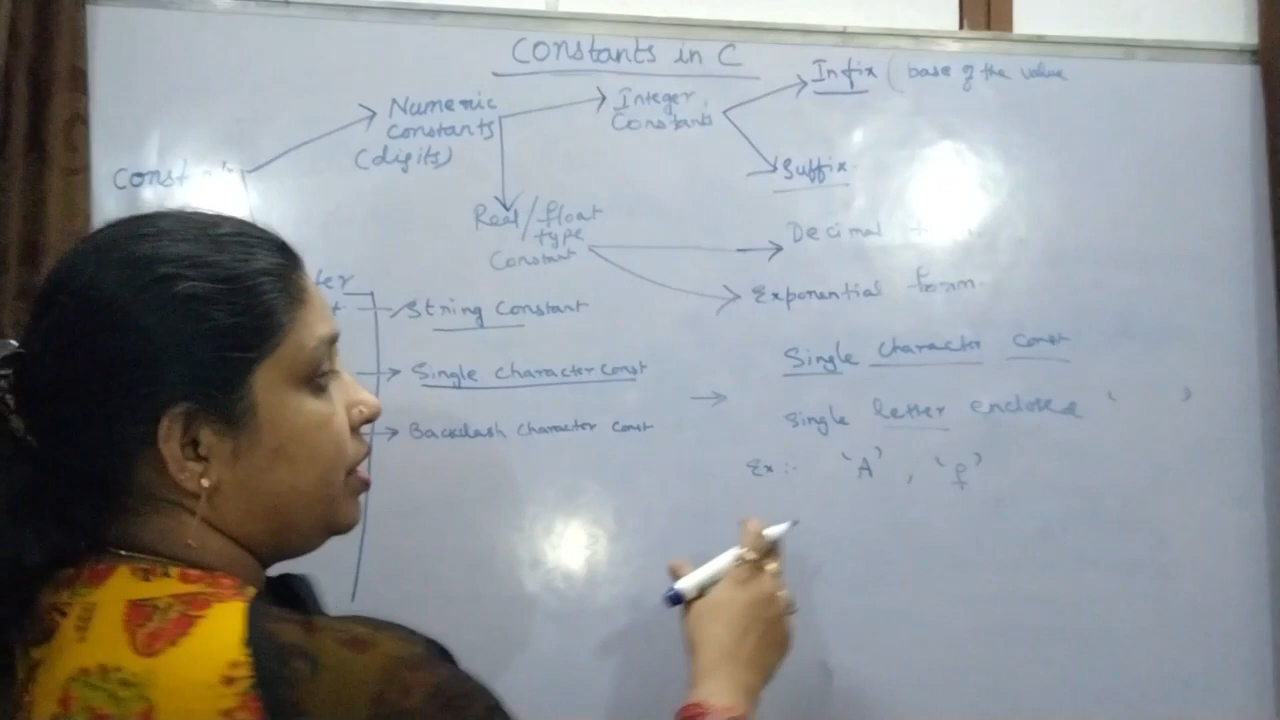 Constants in C
Infix ( base of the value
Numeric
constants
(digits)
Integer
Constants
Suffix
Real/float
type
Constant
Decimal
Exponential form
String Constant
Single character const
Backlash character const
Single character const
Single letter enclosed ‘ ’
Ex :- ‘A’, ‘f’